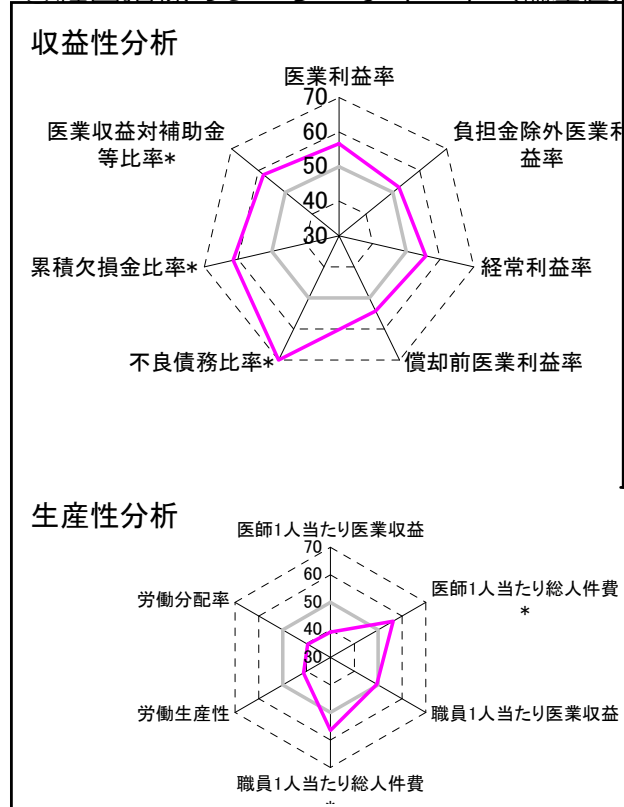 収益性分析
医業利益率
70
60
50
40
30
医業収益対補助金
等比率*
負担金除外医業利
益率
累積欠損金比率*
経常利益率
不良債務比率*
償却前医業利益率
生産性分析
医師1人当たり医業収益
70
60
50
40
30
労働分配率
医師1人当たり総人件費
*
労働生産性
職員1人当たり医業収益
職員1人当たり総人件費
*